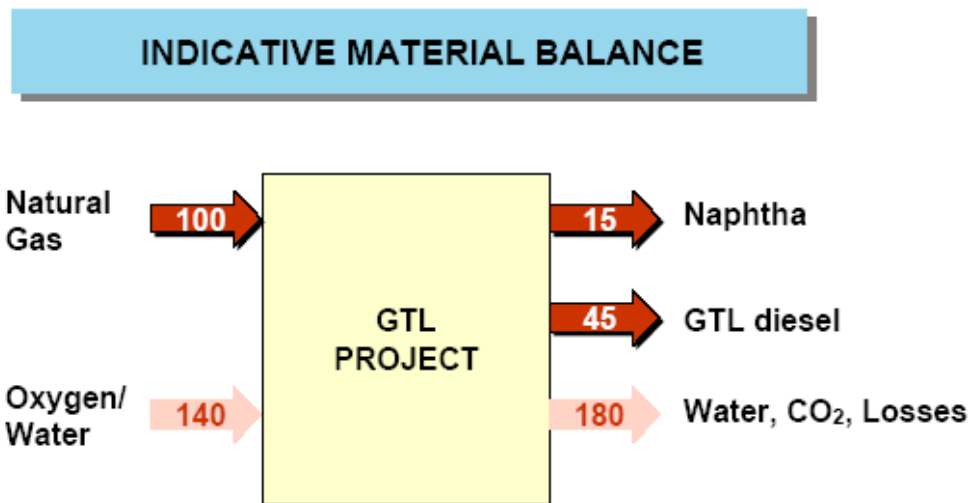 INDICATIVE MATERIAL BALANCE
Natural
Gas
100
15
Naphtha
GTL
PROJECT
45
GTL diesel
Oxygen/
Water
140
180
Water, CO₂, Losses